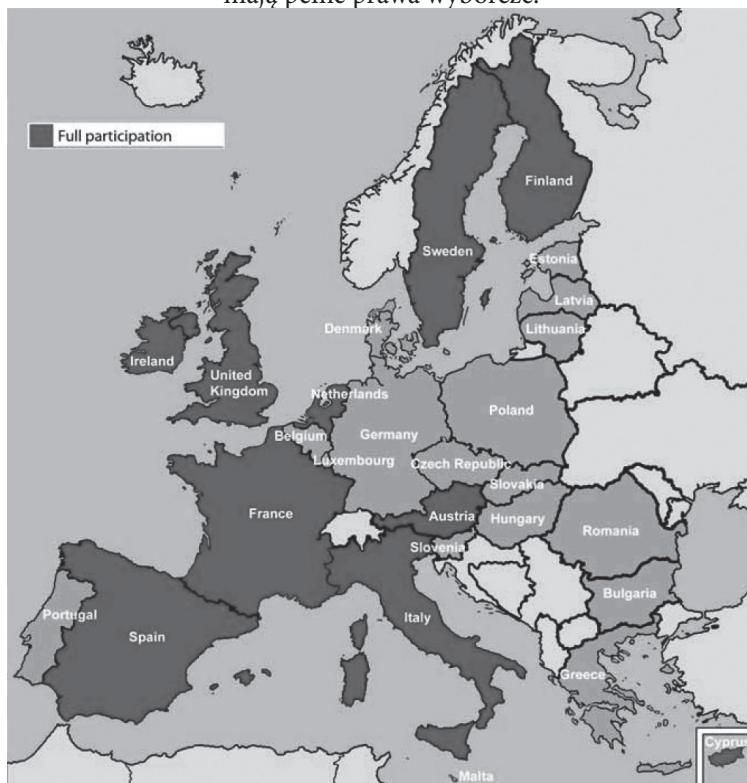 mają pełne prawa wyborcze.
Full participation
Finland
Sweden
Estonia
Latvia
Denmark
Lithuania
Ireland
United
Kingdom
Netherlands
Poland
Belgium
Germany
Luxembourg
Czech Republic
Slovakia
France
Austria
Hungary
Romania
Slovenia
Bulgaria
Portugal
Spain
Italy
Greece
Cyprus
Malta